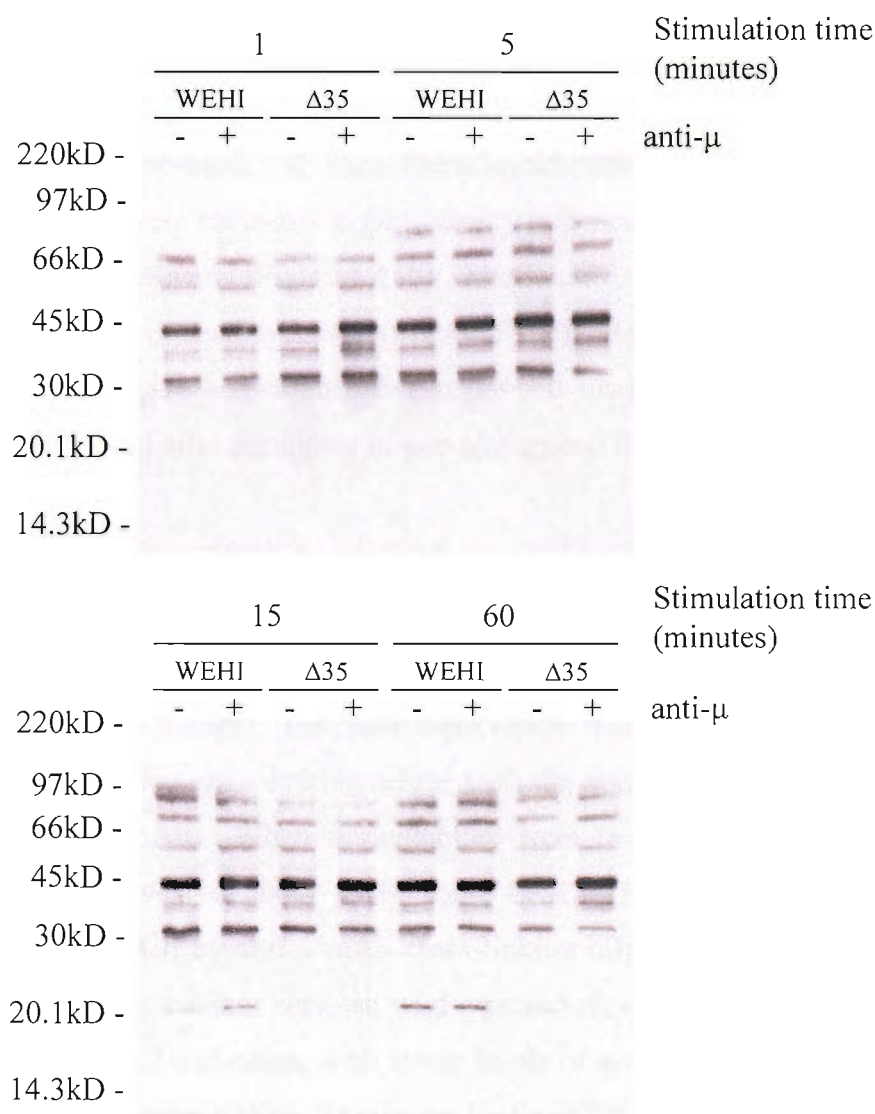 1 5 Stimulation time
(minutes)
WEHI Δ35 WEHI Δ35
- + - + - + - + anti-μ
220kD -
97kD -
66kD -
45kD -
30kD -
20.1kD -
14.3kD -
15 60 Stimulation time
(minutes)
WEHI Δ35 WEHI Δ35
- + - + - + - + anti-μ
220kD -
97kD -
66kD -
45kD -
30kD -
20.1kD -
14.3kD -